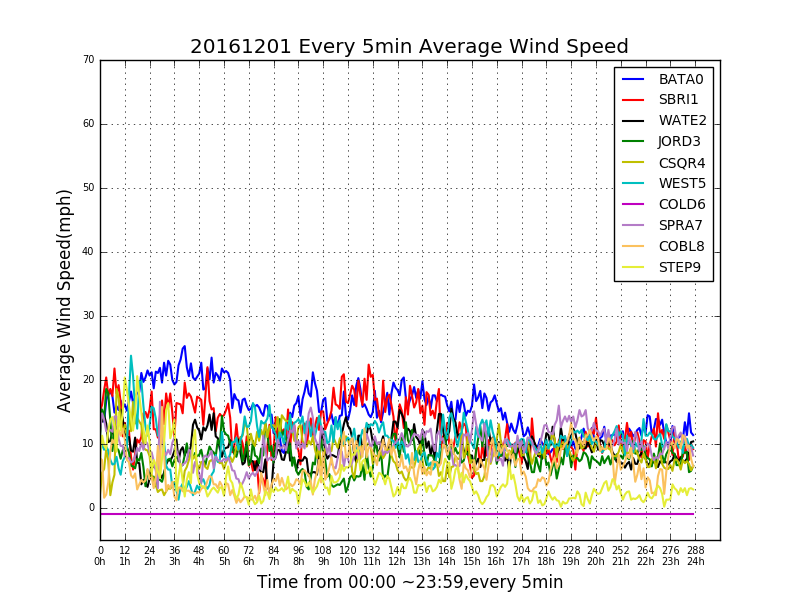 20161201 Every 5min Average Wind Speed
70
60
50
40
30
20
10
0
Average Wind Speed(mph)
BATA0
SBRI1
WATE2
JORD3
CSQR4
WEST5
COLD6
SPRA7
COBL8
STEP9
0 12 24 36 48 60 72 84 96 108 120 132 144 156 168 180 192 204 216 228 240 252 264 276 288
0h 1h 2h 3h 4h 5h 6h 7h 8h 9h 10h 11h 12h 13h 14h 15h 16h 17h 18h 19h 20h 21h 22h 23h 24h
Time from 00:00 ~23:59,every 5min